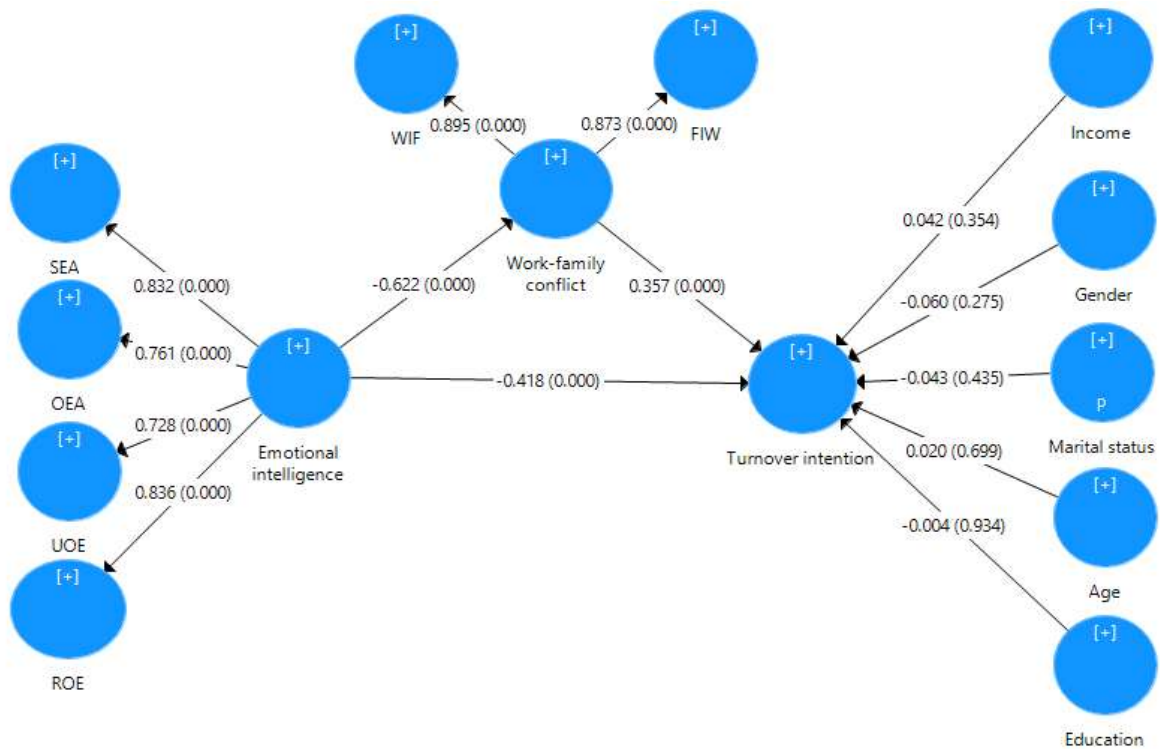 [+]
WIF
[+]
FIW
[+]
Income
0.895 (0.000)
0.873 (0.000)
[+]
Work-family
conflict
[+]
SEA
[+]
Gender
0.042 (0.354)
0.832 (0.000)
-0.622 (0.000)
0.357 (0.000)
-0.060 (0.275)
[+]
OEA
0.761 (0.000)
[+]
Emotional
intelligence
-0.418 (0.000)
[+]
Turnover intention
-0.043 (0.435)
[+]
p
Marital status
0.728 (0.000)
0.020 (0.699)
[+]
UOE
0.836 (0.000)
-0.004 (0.934)
[+]
Age
[+]
ROE
[+]
Education